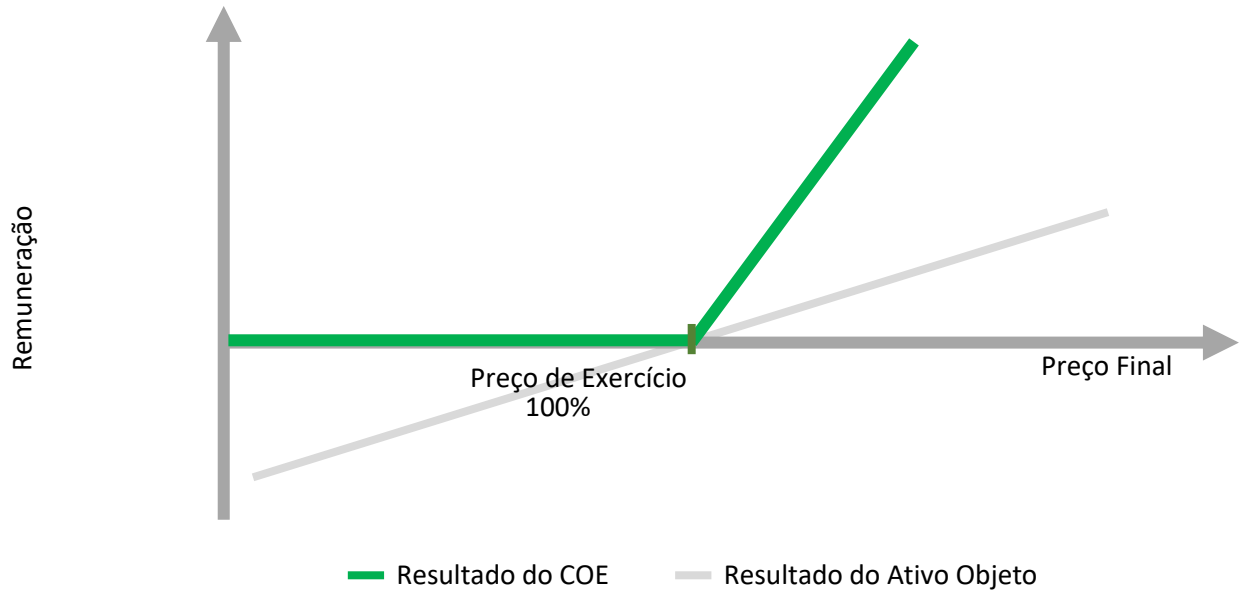 Remuneração
Preço de Exercício
100%
Preço Final
Resultado do COE
Resultado do Ativo Objeto